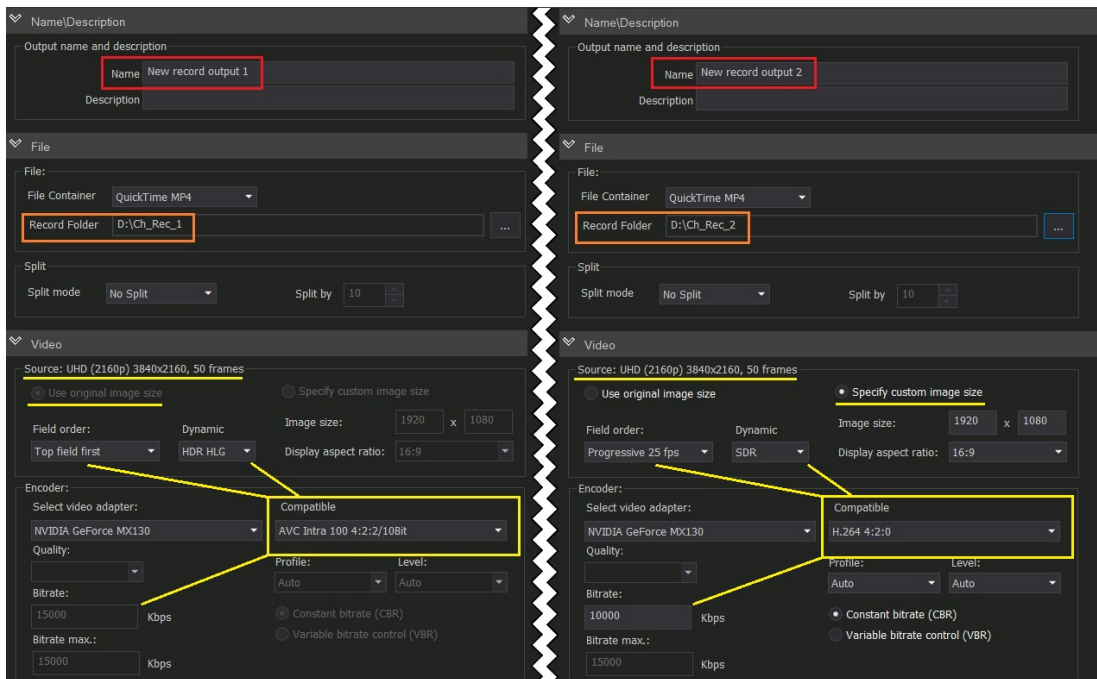 Name\Description
Output name and description
Name New record output 1
Description
File
File:
File Container QuickTime MP4
Record Folder D:\Ch_Rec_1 ...
Split
Split mode No Split Split by 10
Video
Source: UHD (2160p) 3840x2160, 50 frames
Use original image size Specify custom image size
Field order: Dynamic Image size: 1920 x 1080
Top field first HDR HLG Display aspect ratio: 16:9
Encoder:
Select video adapter: Compatible
NVIDIA GeForce MX130 AVC Intra 100 4:2:2/10Bit
Quality: Profile: Level:
Auto Auto
Bitrate:
15000 Kbps Constant bitrate (CBR)
Variable bitrate control (VBR)
Bitrate max.:
15000 Kbps
Name\Description
Output name and description
Name New record output 2
Description
File
File:
File Container QuickTime MP4
Record Folder D:\Ch_Rec_2 ...
Split
Split mode No Split Split by 10
Video
Source: UHD (2160p) 3840x2160, 50 frames
Use original image size Specify custom image size
Field order: Dynamic Image size: 1920 x 1080
Progressive 25 fps SDR Display aspect ratio: 16:9
Encoder:
Select video adapter: Compatible
NVIDIA GeForce MX130 H.264 4:2:0
Quality: Profile: Level:
Auto Auto
Bitrate:
10000 Kbps Constant bitrate (CBR)
Variable bitrate control (VBR)
Bitrate max.:
15000 Kbps